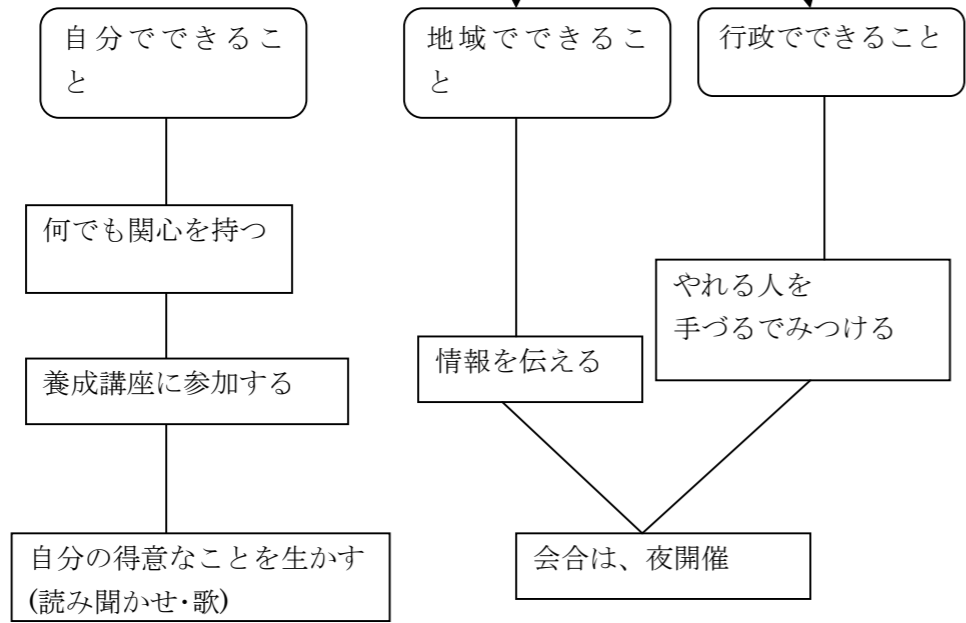 自分でできるこ
と
地域でできるこ
と
行政でできること
何でも関心を持つ
やれる人を
手づるでみつける
情報を伝える
養成講座に参加する
自分の得意なことを生かす
(読み聞かせ・歌)
会合は、夜開催